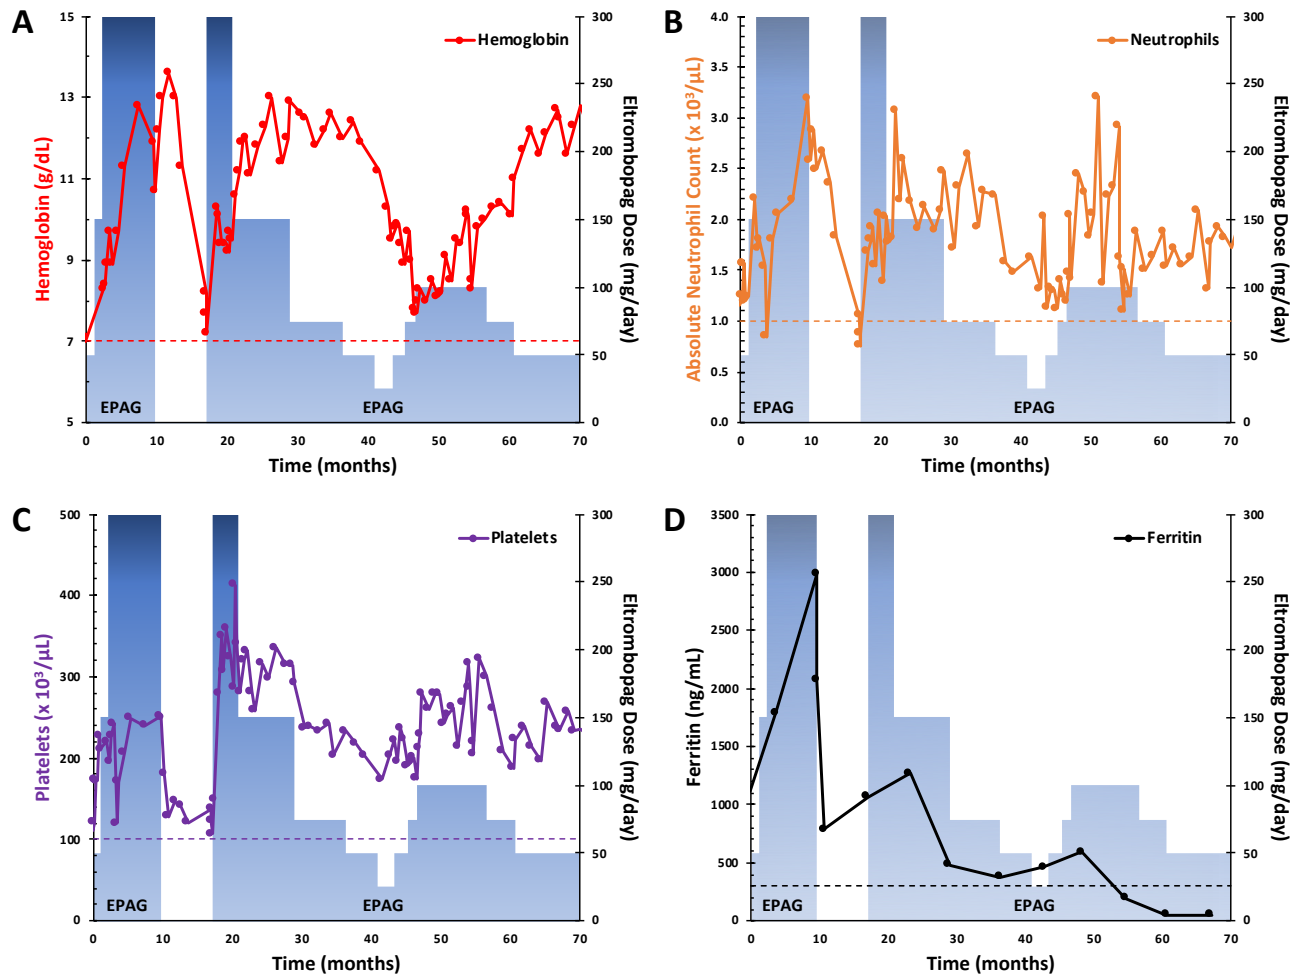 A
Hemoglobin
Hemoglobin (g/dL)
15
13
11
9
7
5
300
250
200
150
100
50
0
Eltrombopag Dose (mg/day)
EPAG
EPAG
0 10 20 30 40 50 60 70
Time (months)
B
Neutrophils
Absolute Neutrophil Count (x 10³/µL)
4.0
3.5
3.0
2.5
2.0
1.5
1.0
0.5
0.0
300
250
200
150
100
50
0
Eltrombopag Dose (mg/day)
EPAG
EPAG
0 10 20 30 40 50 60 70
Time (months)
C
Platelets
Platelets (x 10³/µL)
500
400
300
200
100
0
300
250
200
150
100
50
0
Eltrombopag Dose (mg/day)
EPAG
EPAG
0 10 20 30 40 50 60 70
Time (months)
D
Ferritin
Ferritin (ng/mL)
3500
3000
2500
2000
1500
1000
500
0
300
250
200
150
100
50
0
Eltrombopag Dose (mg/day)
EPAG
EPAG
0 10 20 30 40 50 60 70
Time (months)